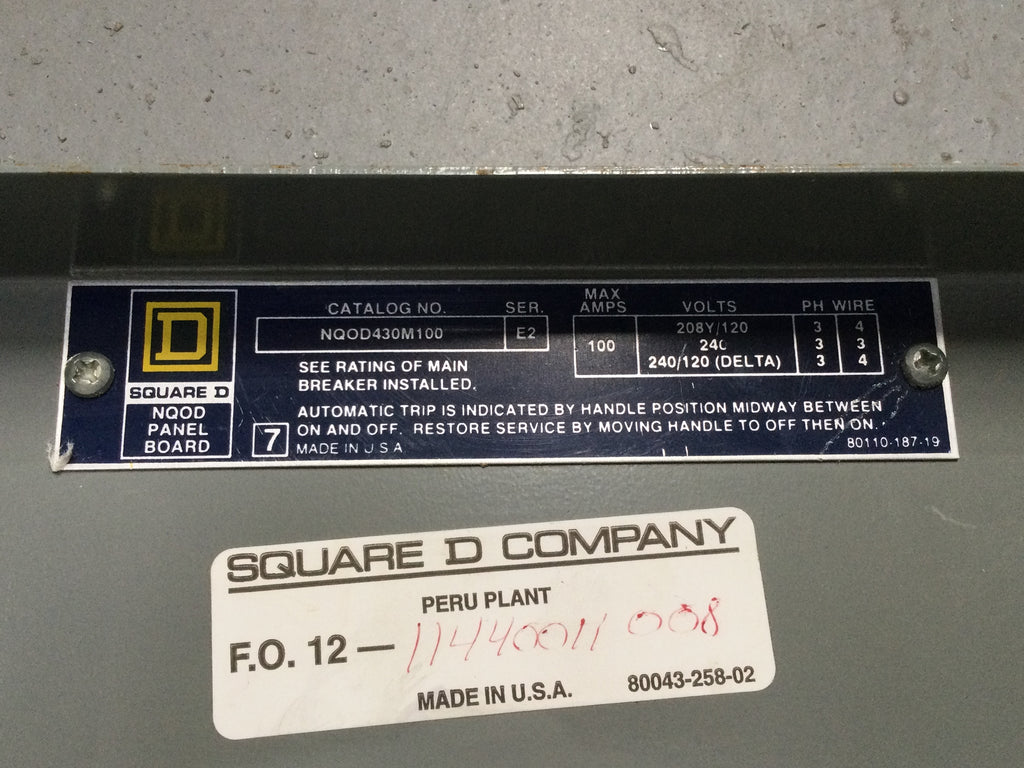 D
SQUARE D
NQOD
PANEL
BOARD
CATALOG NO. SER.
NQOD430M100 E2
SEE RATING OF MAIN
BREAKER INSTALLED.
MAX
AMPS VOLTS PH WIRE
100
208Y/120 3 4
240 3 3
240/120 (DELTA) 3 4
AUTOMATIC TRIP IS INDICATED BY HANDLE POSITION MIDWAY BETWEEN
ON AND OFF. RESTORE SERVICE BY MOVING HANDLE TO OFF THEN ON.
7 MADE IN U.S.A. 80110-187-19
SQUARE D COMPANY
PERU PLANT
F.O. 12 — 11440011 008
MADE IN U.S.A. 80043-258-02